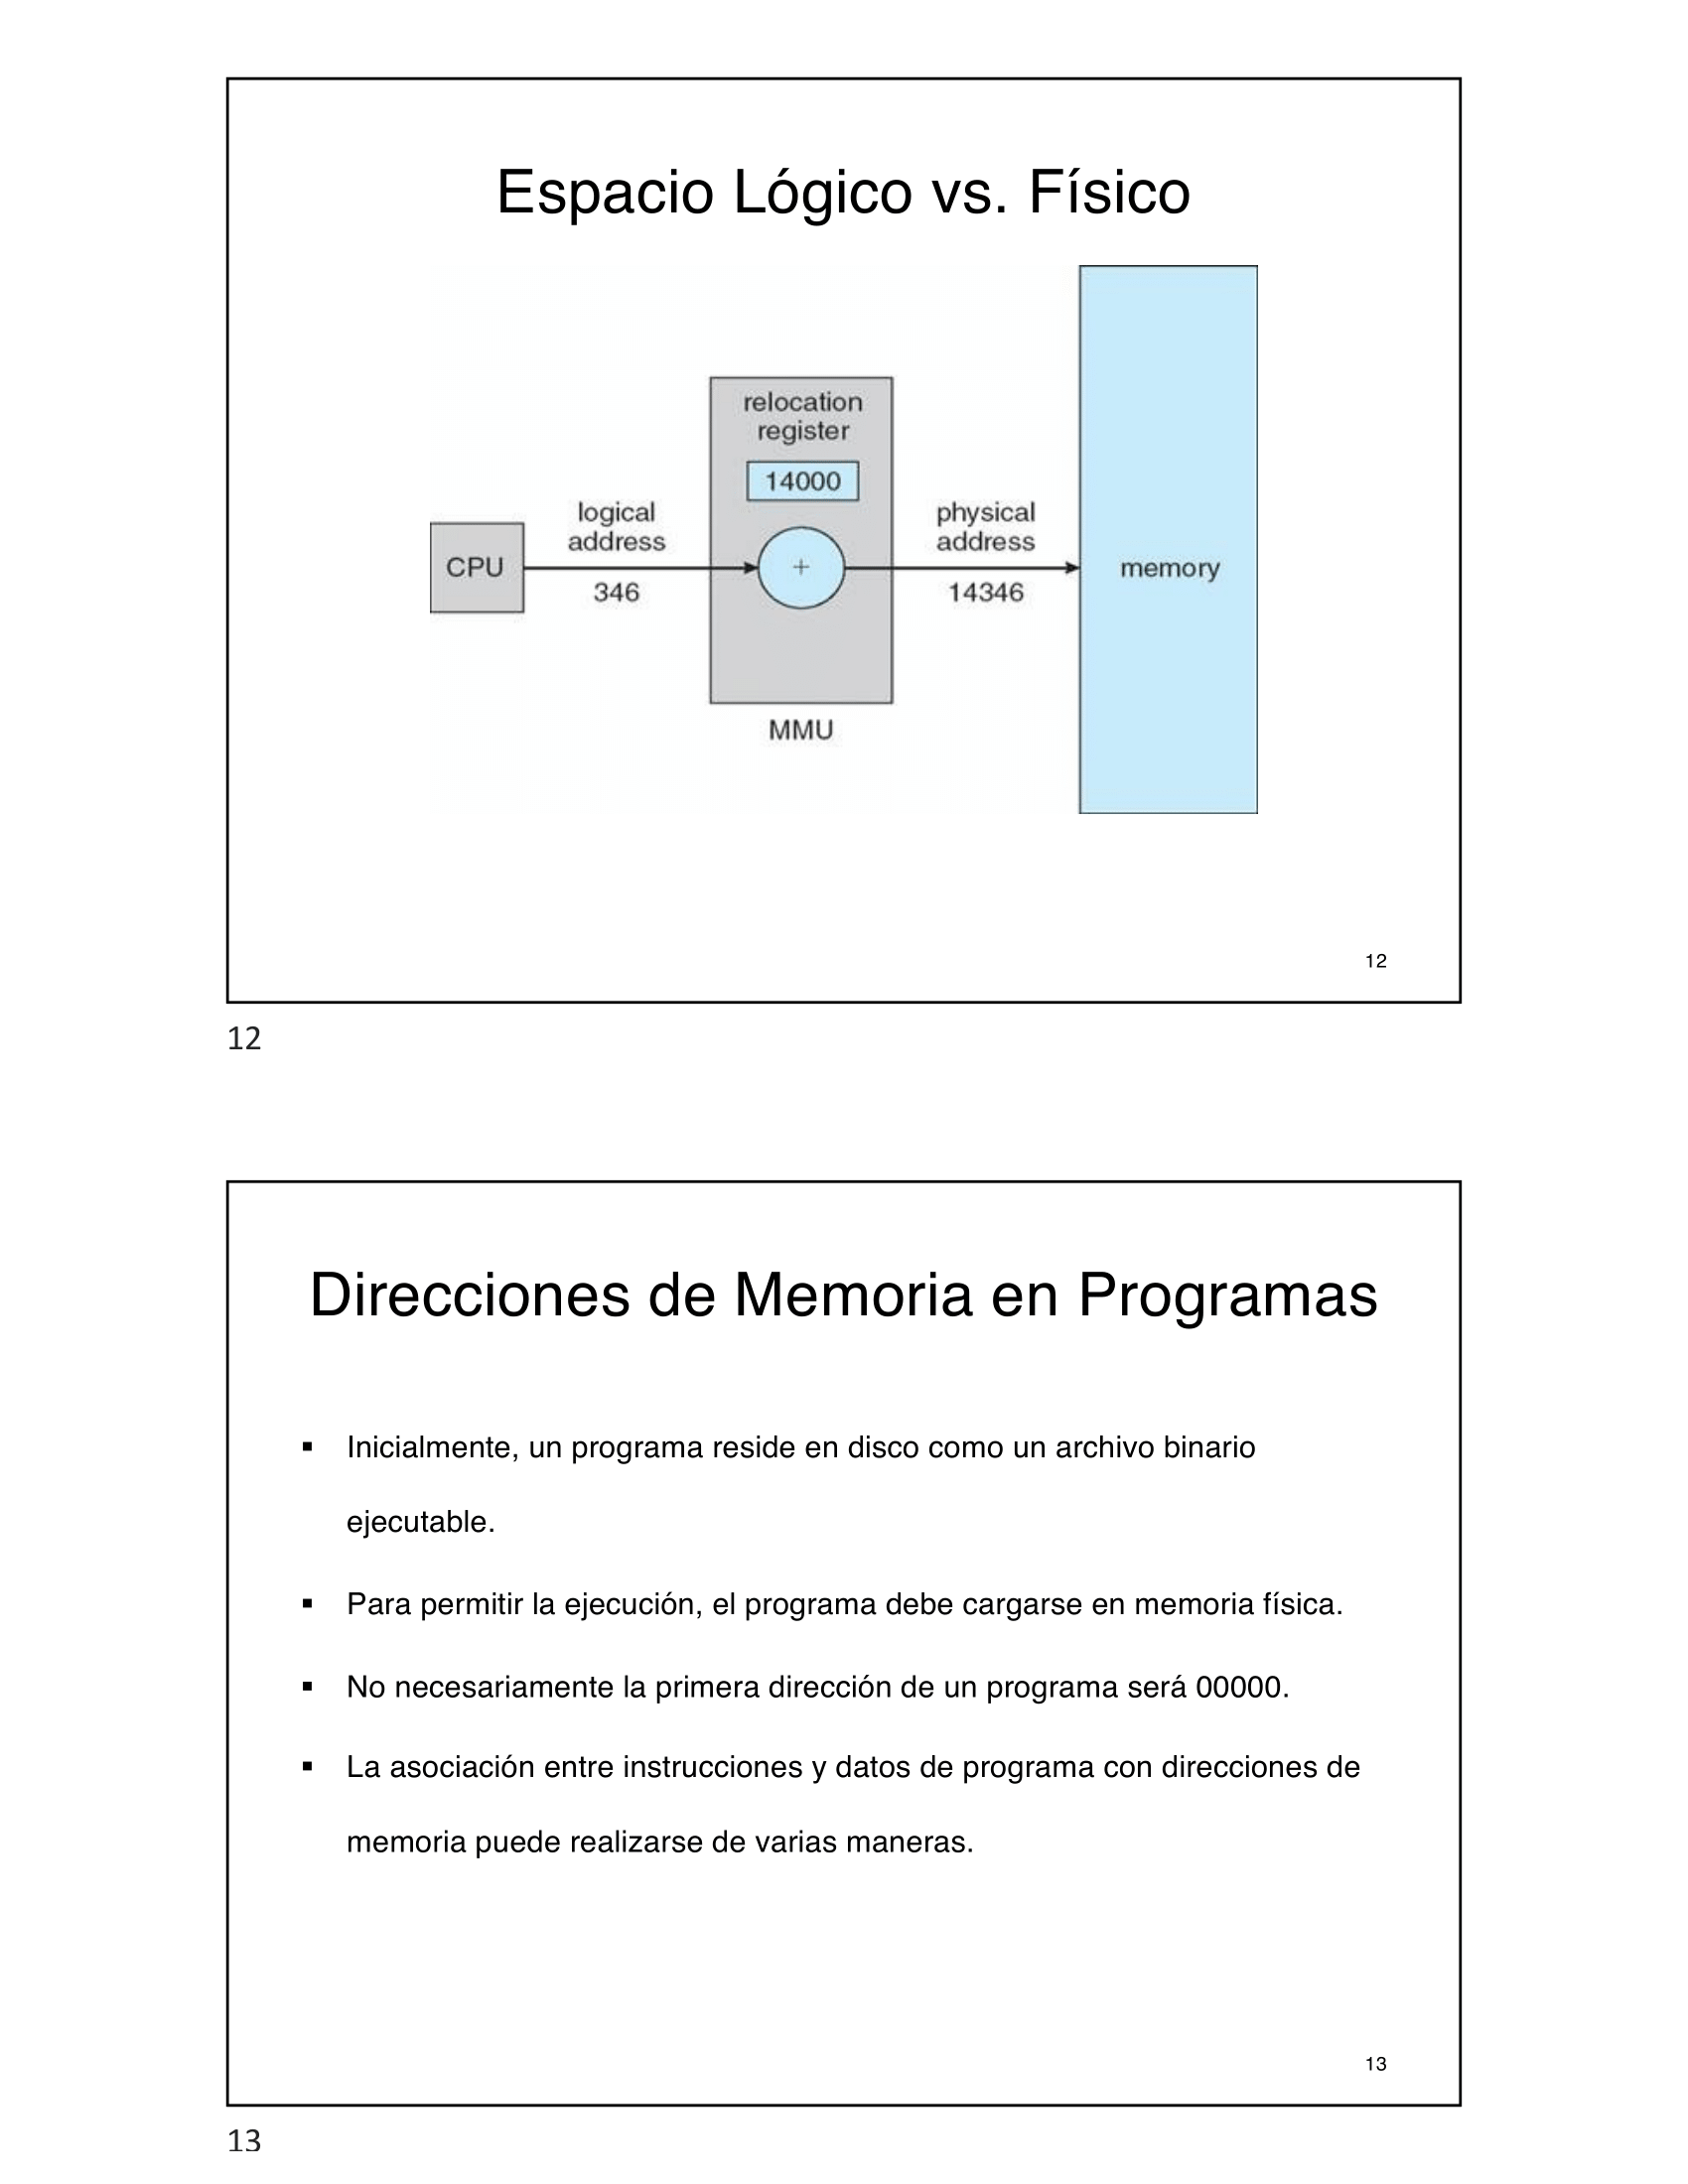 Espacio Lógico vs. Físico
relocation
register
14000
logical
address
physical
address
CPU
+
memory
346
14346
MMU
12
12
Direcciones de Memoria en Programas
▪ Inicialmente, un programa reside en disco como un archivo binario
ejecutable.
▪ Para permitir la ejecución, el programa debe cargarse en memoria física.
▪ No necesariamente la primera dirección de un programa será 00000.
▪ La asociación entre instrucciones y datos de programa con direcciones de
memoria puede realizarse de varias maneras.
13
13